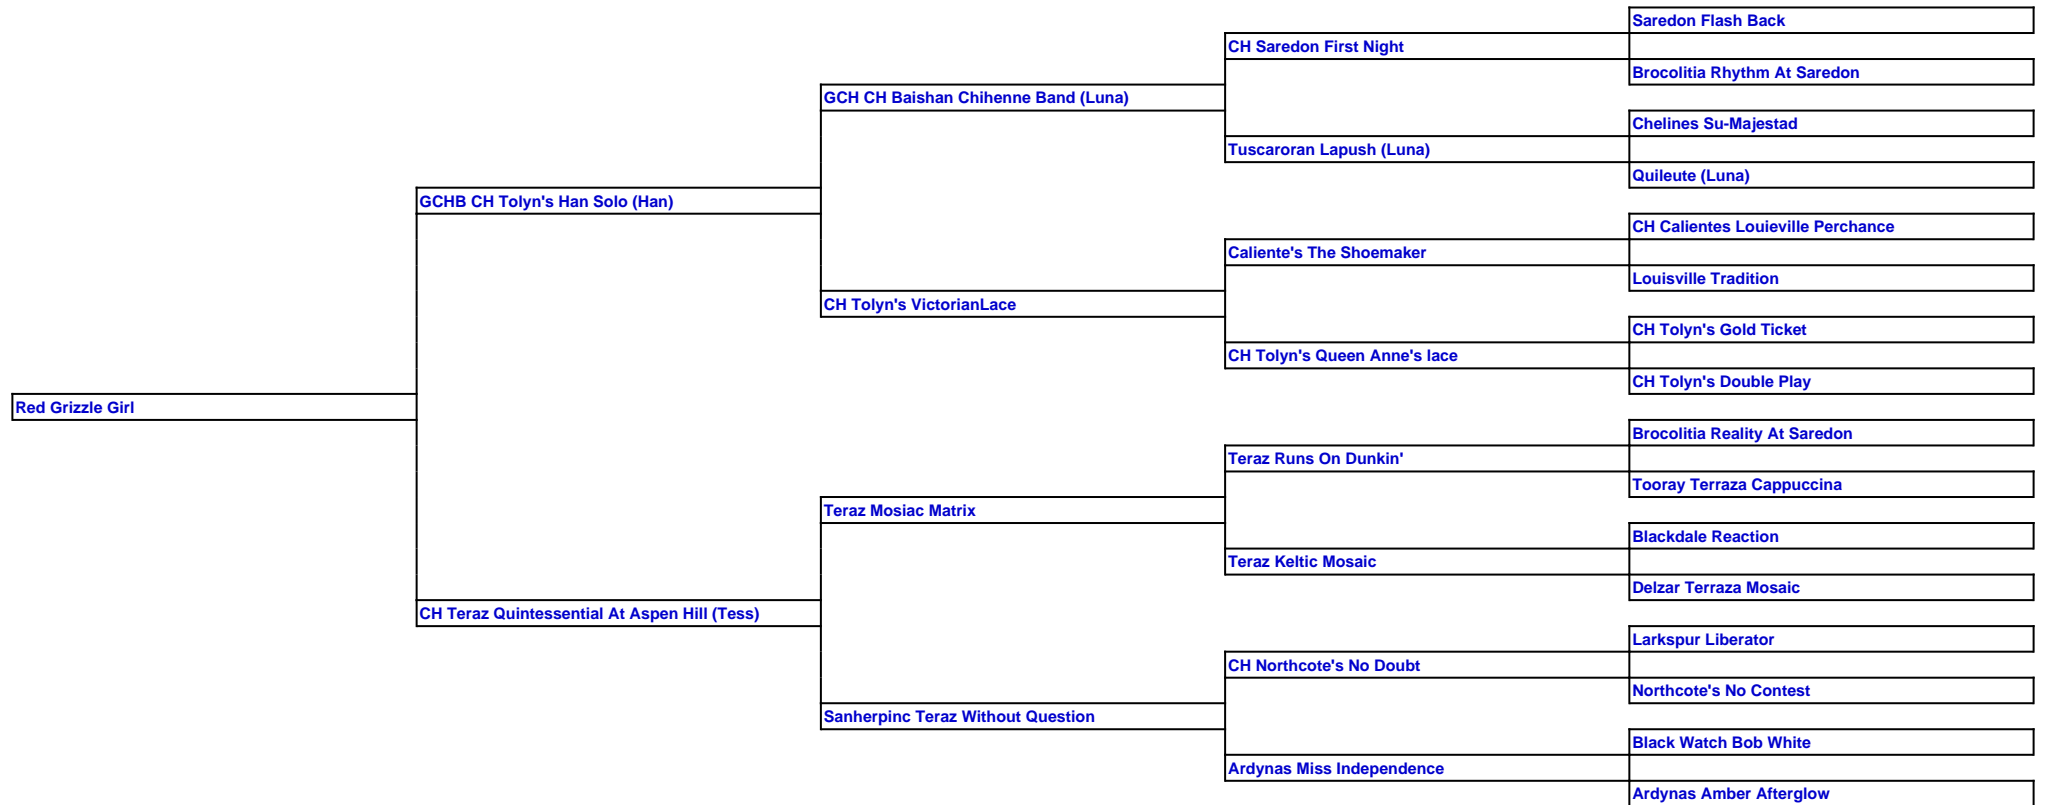 Saredon Flash Back
CH Saredon First Night
Brocolitia Rhythm At Saredon
GCH CH Baishan Chihenne Band (Luna)
Chelines Su-Majestad
Tuscaroran Lapush (Luna)
Quileute (Luna)
GCHB CH Tolyn's Han Solo (Han)
CH Calientes Louieville Perchance
Caliente's The Shoemaker
Louisville Tradition
CH Tolyn's VictorianLace
CH Tolyn's Gold Ticket
CH Tolyn's Queen Anne's lace
CH Tolyn's Double Play
Red Grizzle Girl
Brocolitia Reality At Saredon
Teraz Runs On Dunkin'
Tooray Terraza Cappuccina
Teraz Mosiac Matrix
Blackdale Reaction
Teraz Keltic Mosaic
Delzar Terraza Mosaic
CH Teraz Quintessential At Aspen Hill (Tess)
Larkspur Liberator
CH Northcote's No Doubt
Northcote's No Contest
Sanherpinc Teraz Without Question
Black Watch Bob White
Ardynas Miss Independence
Ardynas Amber Afterglow